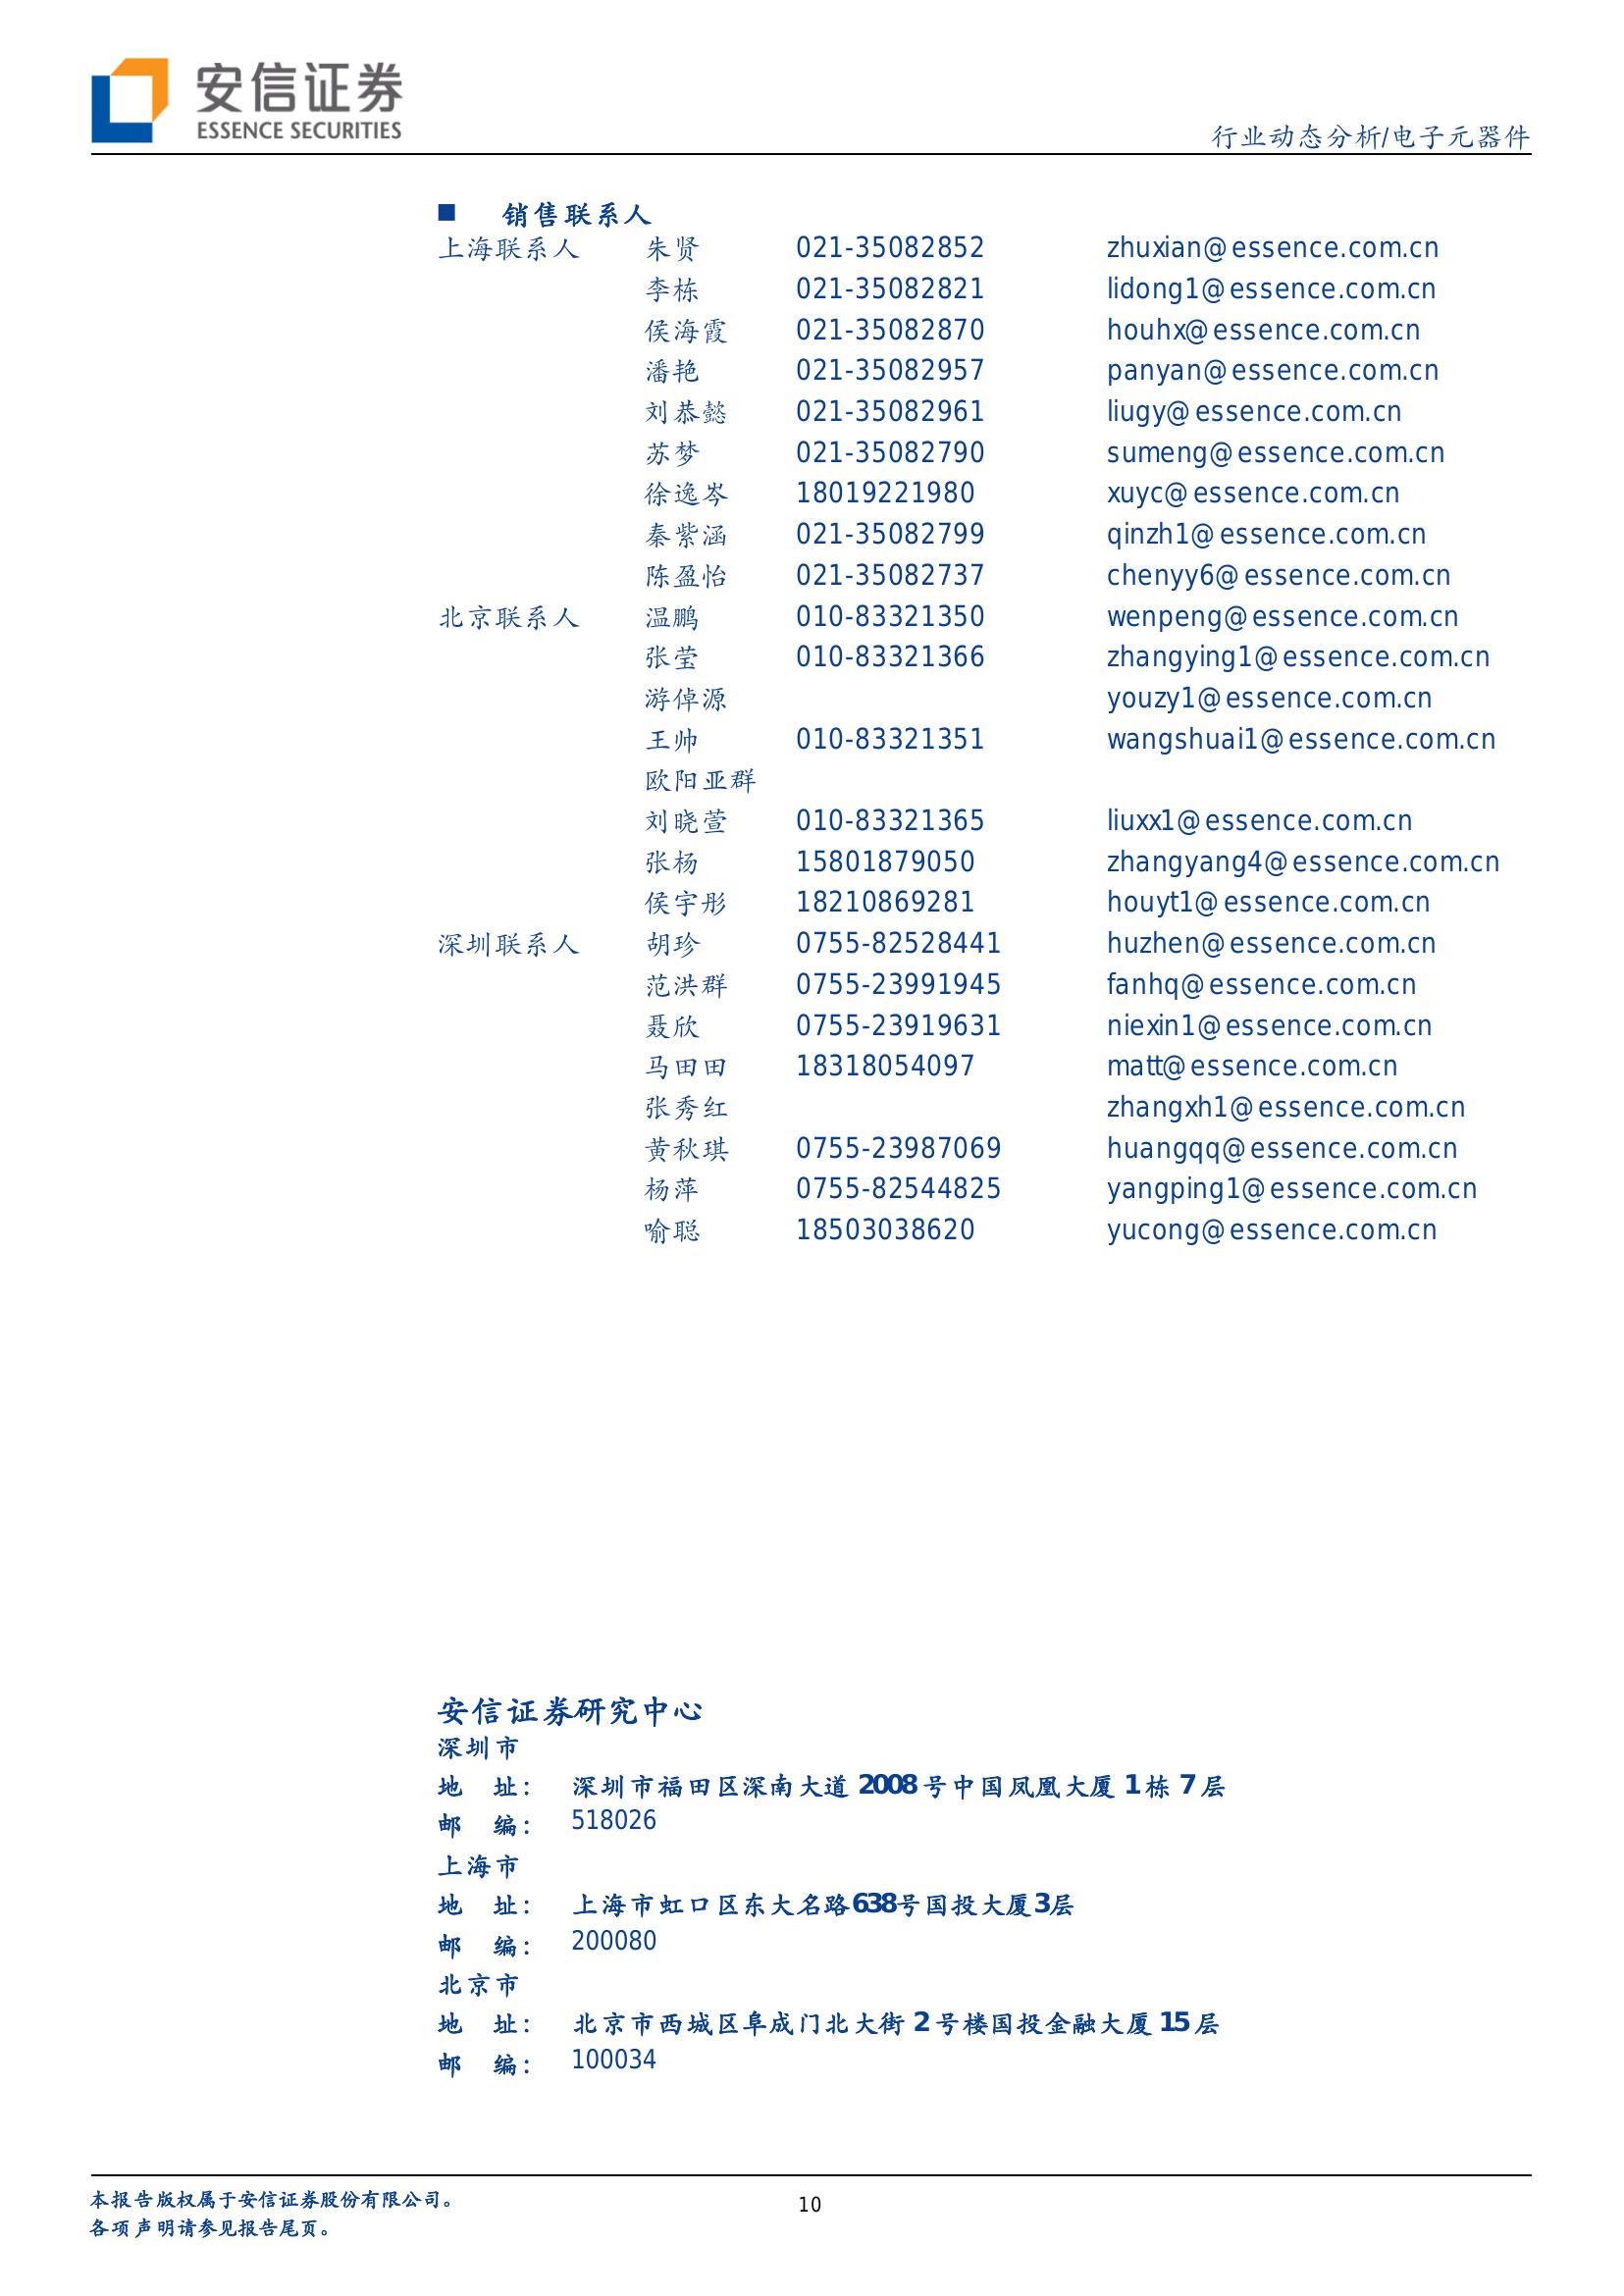 安信证券
ESSENCE SECURITIES
行业动态分析/电子元器件
■ 销售联系人
上海联系人 朱贤 021-35082852 zhuxian@essence.com.cn
李栋 021-35082821 lidong1@essence.com.cn
侯海霞 021-35082870 houhx@essence.com.cn
潘艳 021-35082957 panyan@essence.com.cn
刘恭懿 021-35082961 liugy@essence.com.cn
苏梦 021-35082790 sumeng@essence.com.cn
徐逸岑 18019221980 xuyc@essence.com.cn
秦紫涵 021-35082799 qinzh1@essence.com.cn
陈盈怡 021-35082737 chenyy6@essence.com.cn
北京联系人 温鹏 010-83321350 wenpeng@essence.com.cn
张莹 010-83321366 zhangying1@essence.com.cn
游倬源 youzy1@essence.com.cn
王帅 010-83321351 wangshuai1@essence.com.cn
欧阳亚群
刘晓萱 010-83321365 liuxx1@essence.com.cn
张杨 15801879050 zhangyang4@essence.com.cn
侯宇彤 18210869281 houyt1@essence.com.cn
深圳联系人 胡珍 0755-82528441 huzhen@essence.com.cn
范洪群 0755-23991945 fanhq@essence.com.cn
聂欣 0755-23919631 niexin1@essence.com.cn
马田田 18318054097 matt@essence.com.cn
张秀红 zhangxh1@essence.com.cn
黄秋琪 0755-23987069 huangqq@essence.com.cn
杨萍 0755-82544825 yangping1@essence.com.cn
喻聪 18503038620 yucong@essence.com.cn
安信证券研究中心
深圳市
地 址： 深圳市福田区深南大道 2008 号中国凤凰大厦 1 栋 7 层
邮 编： 518026
上海市
地 址： 上海市虹口区东大名路638号国投大厦3层
邮 编： 200080
北京市
地 址： 北京市西城区阜成门北大街 2 号楼国投金融大厦 15 层
邮 编： 100034
本报告版权属于安信证券股份有限公司。
各项声明请参见报告尾页。
10